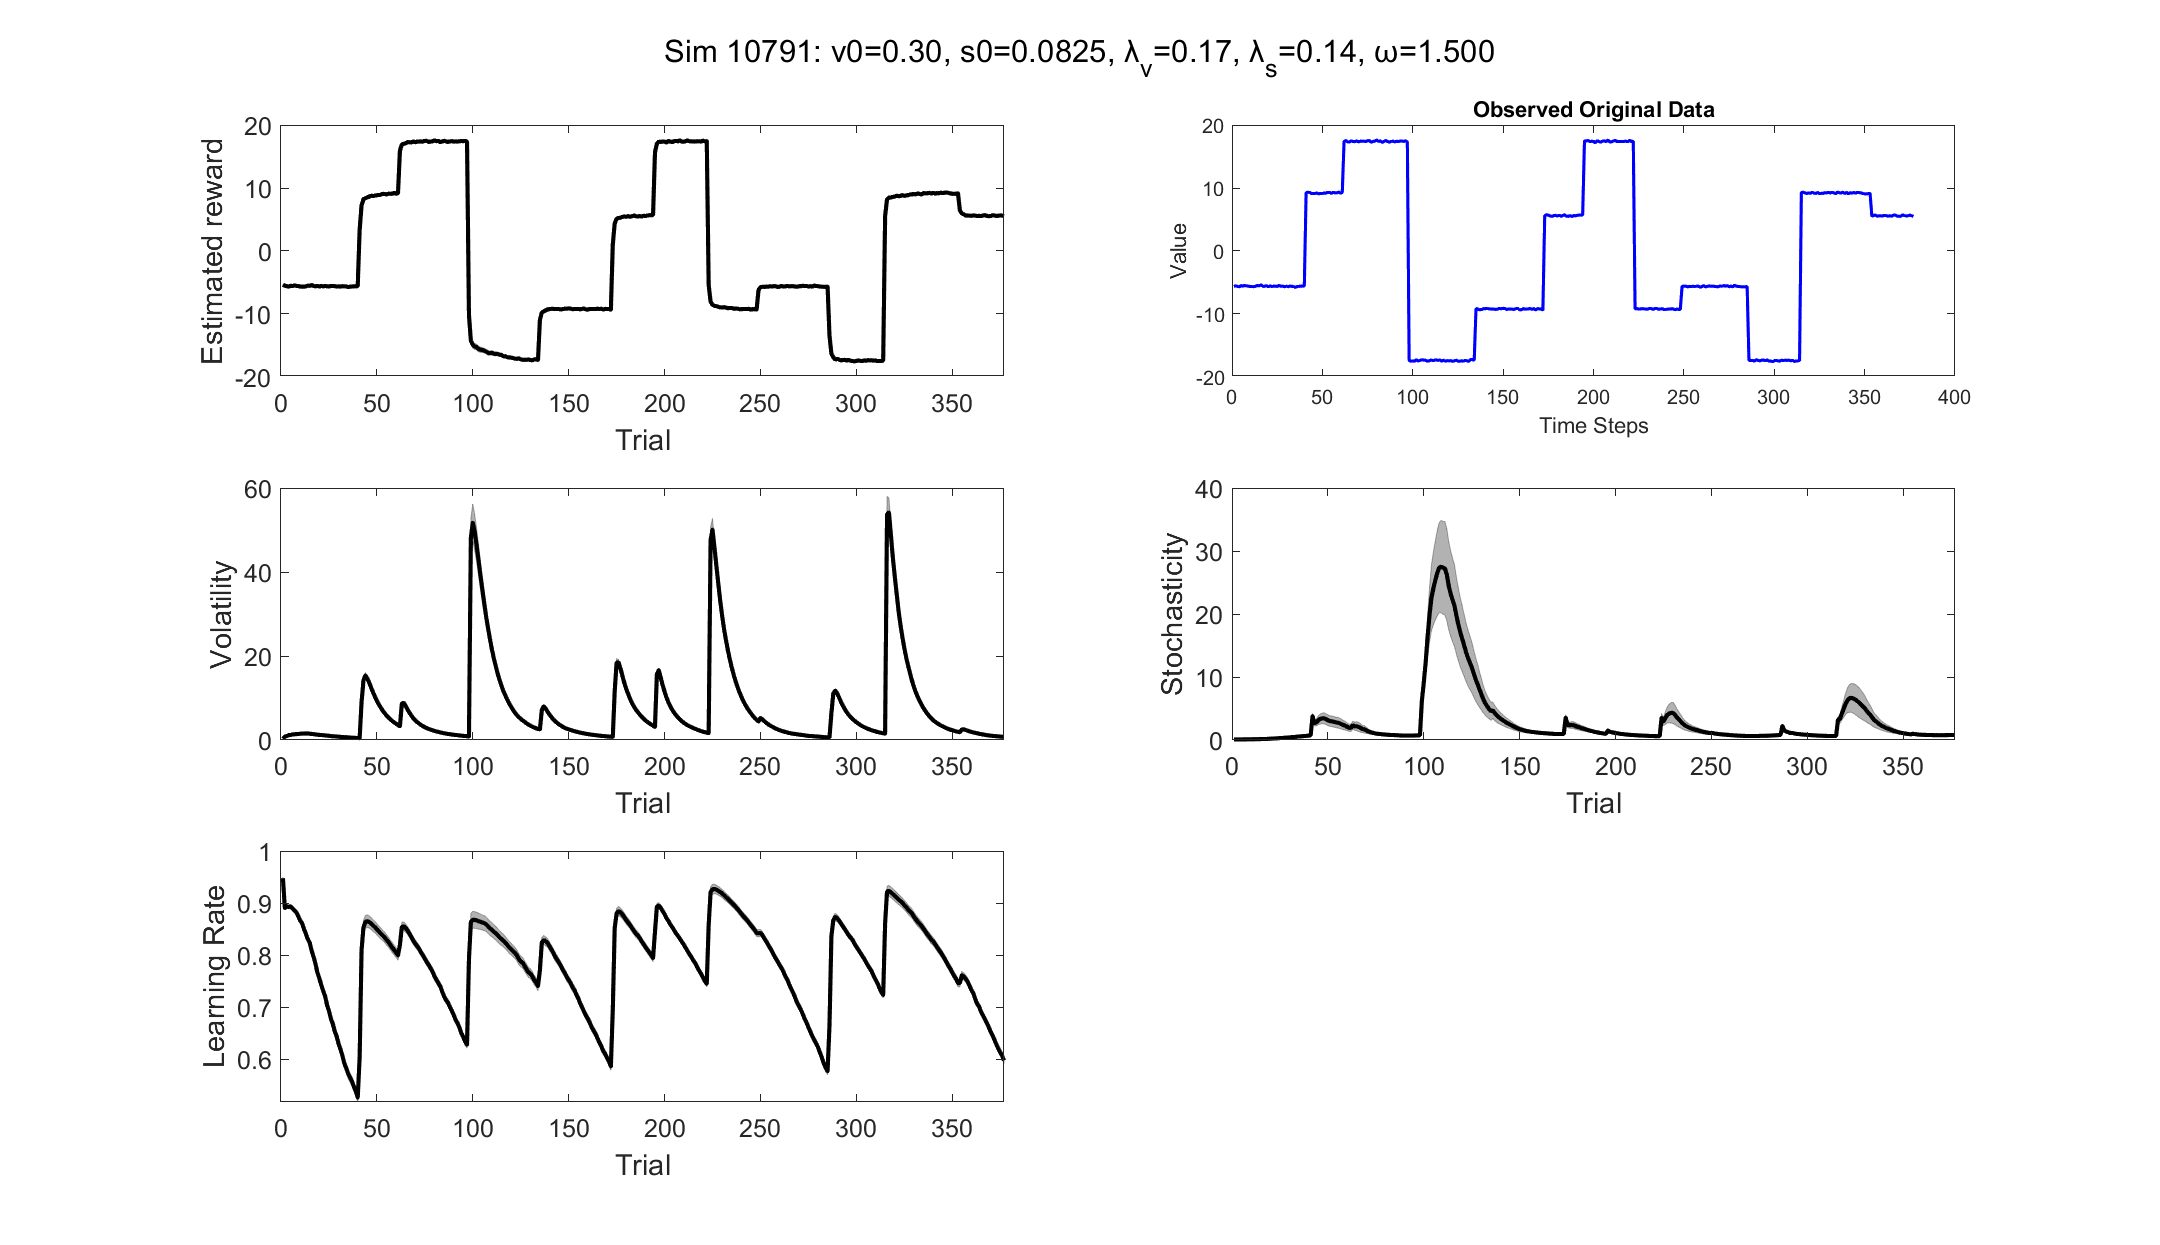 Sim 10791: v0=0.30, s0=0.0825, λv=0.17, λs=0.14, ω=1.500
Estimated reward
20
10
0
-10
-20
0 50 100 150 200 250 300 350
Trial
Observed Original Data
Value
20
10
0
-10
-20
0 50 100 150 200 250 300 350 400
Time Steps
Volatility
60
40
20
0
0 50 100 150 200 250 300 350
Trial
Stochasticity
40
30
20
10
0
0 50 100 150 200 250 300 350
Trial
Learning Rate
1
0.9
0.8
0.7
0.6
0 50 100 150 200 250 300 350
Trial